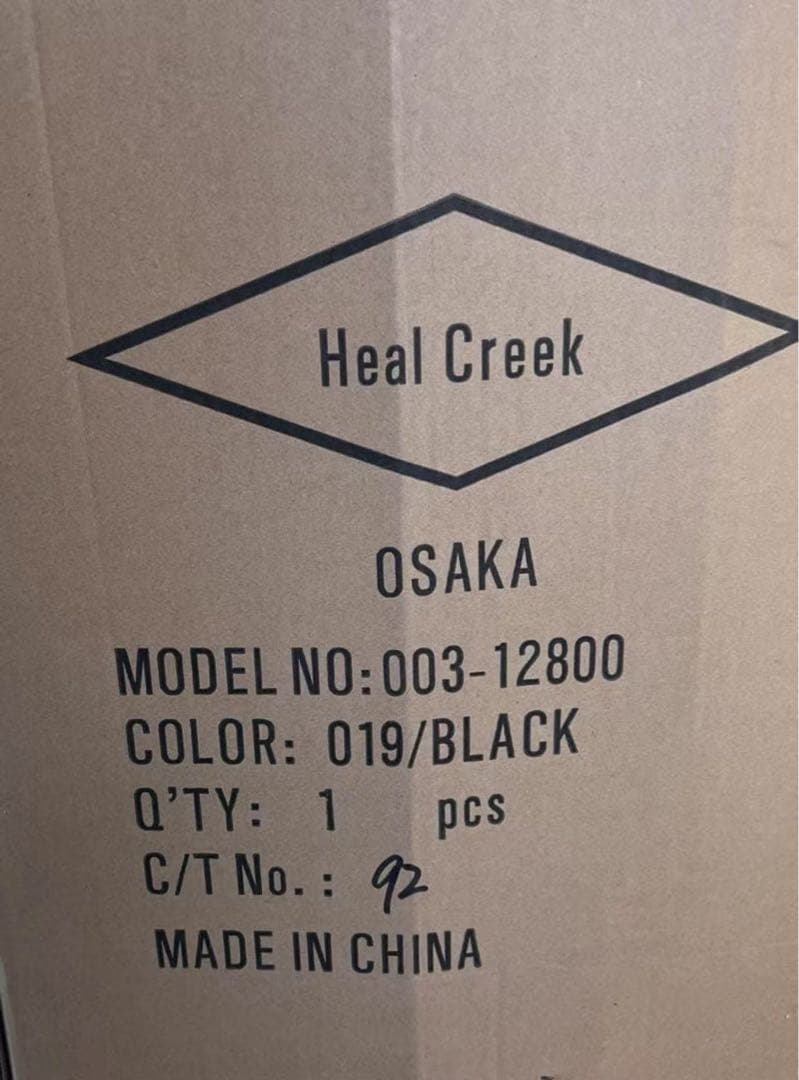 Heal Creek
OSAKA
MODEL NO:003-12800
COLOR: 019/BLACK
Q'TY: 1 pcs
C/T No. : 92
MADE IN CHINA